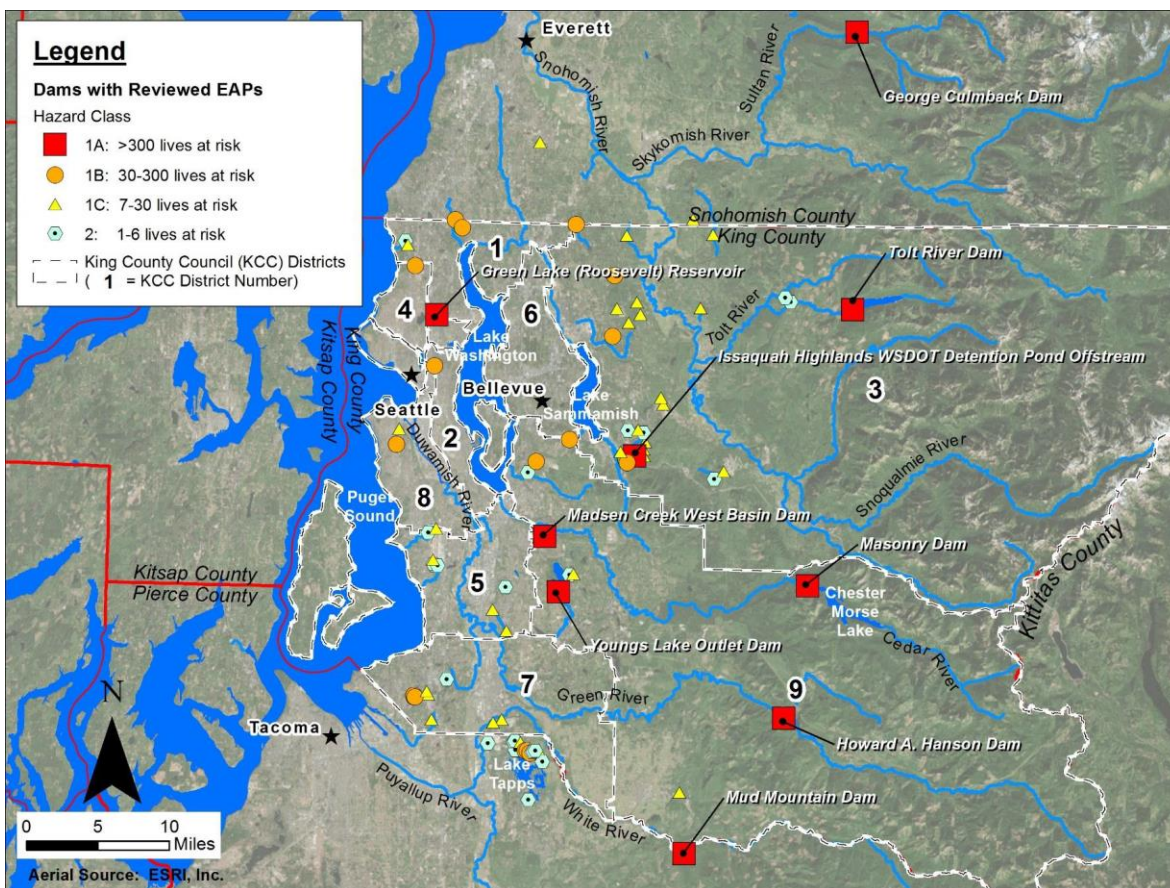 Legend
Dams with Reviewed EAPs
Hazard Class
1A: >300 lives at risk
1B: 30-300 lives at risk
1C: 7-30 lives at risk
2: 1-6 lives at risk
King County Council (KCC) Districts
( 1 = KCC District Number)
Everett
Snohomish River
Sultan River
George Culmback Dam
Skykomish River
Snohomish County
King County
1
Green Lake (Roosevelt) Reservoir
Tolt River Dam
4
6
Tolt River
Lake
Washington
Issaquah Highlands WSDOT Detention Pond Offstream
King County
Kitsap County
Bellevue
3
Seattle
Lake
Sammamish
2
Duwamish River
Snoqualmie River
Puget
Sound
8
Madsen Creek West Basin Dam
Masonry Dam
Kittitas County
Kitsap County
Pierce County
5
Chester
Morse
Lake
Youngs Lake Outlet Dam
Cedar River
7
Green River
9
N
Tacoma
Howard A. Hanson Dam
Lake
Tapps
Puyallup River
White River
Mud Mountain Dam
0 5 10
Miles
Aerial Source: ESRI, Inc.